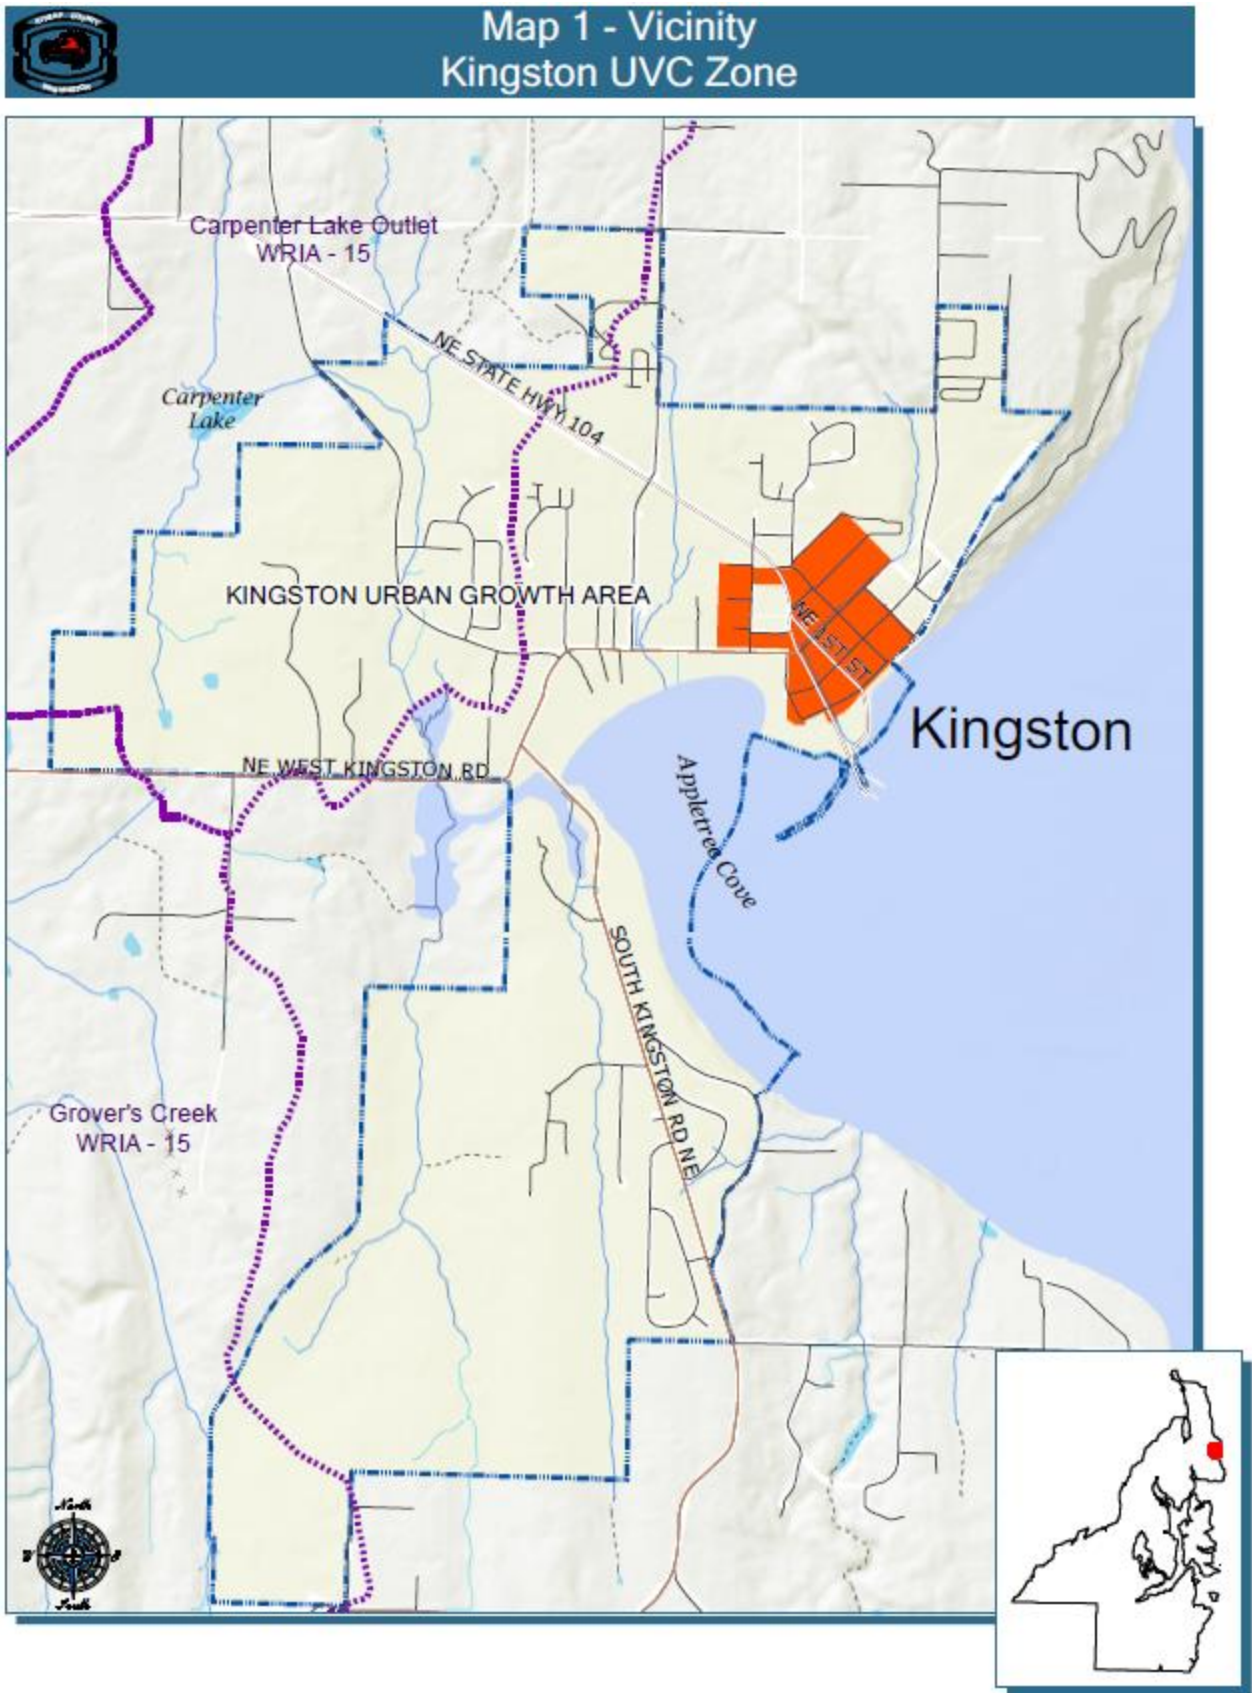 Map 1 - Vicinity
Kingston UVC Zone
Carpenter Lake Outlet
WRIA - 15
NE STATE HWY 104
Carpenter
Lake
KINGSTON URBAN GROWTH AREA
NE 1ST ST
Kingston
NE WEST KINGSTON RD
Appletree Cove
SOUTH KINGSTON RD NE
Grover's Creek
WRIA - 15
North
South